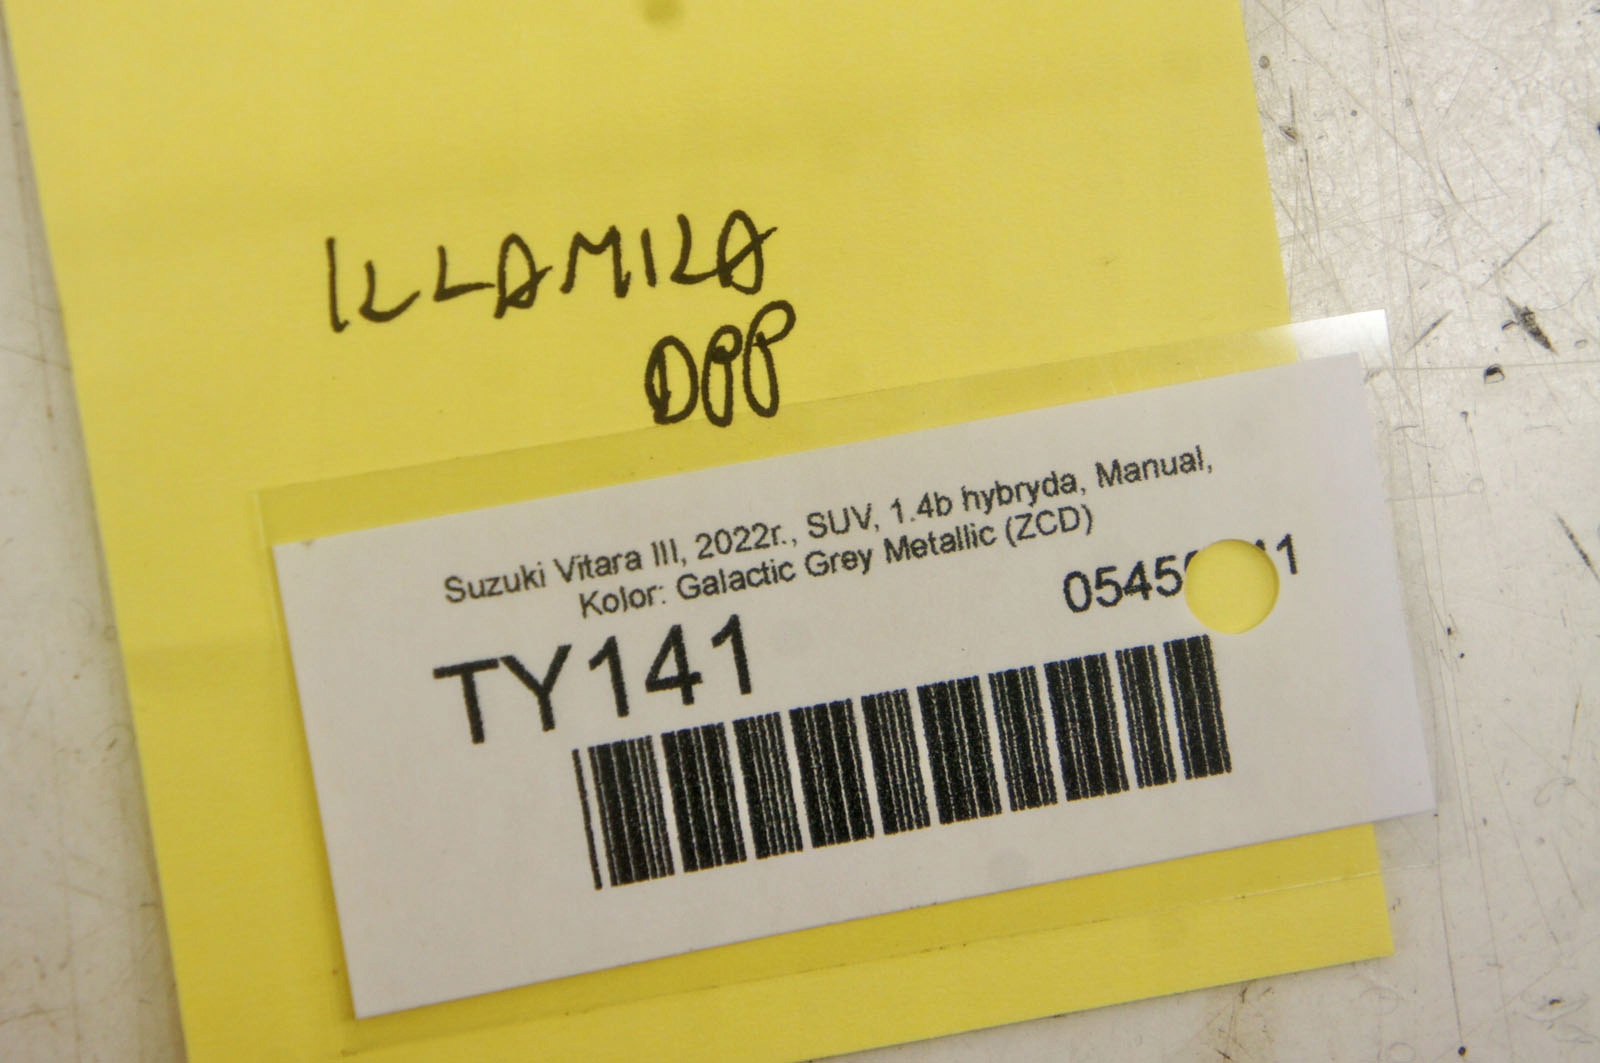 ILLAMILA
DPP
Suzuki Vitara III, 2022r., SUV, 1.4b hybryda, Manual,
Kolor: Galactic Grey Metallic (ZCD)
TY141